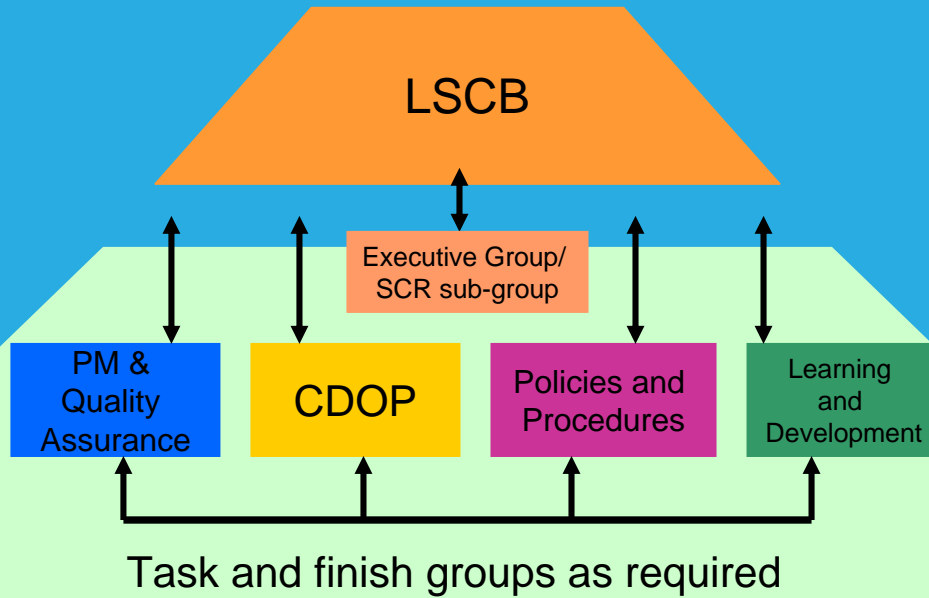 LSCB
Executive Group/
SCR sub-group
PM &
Quality
Assurance
CDOP
Policies and
Procedures
Learning
and
Development
Task and finish groups as required